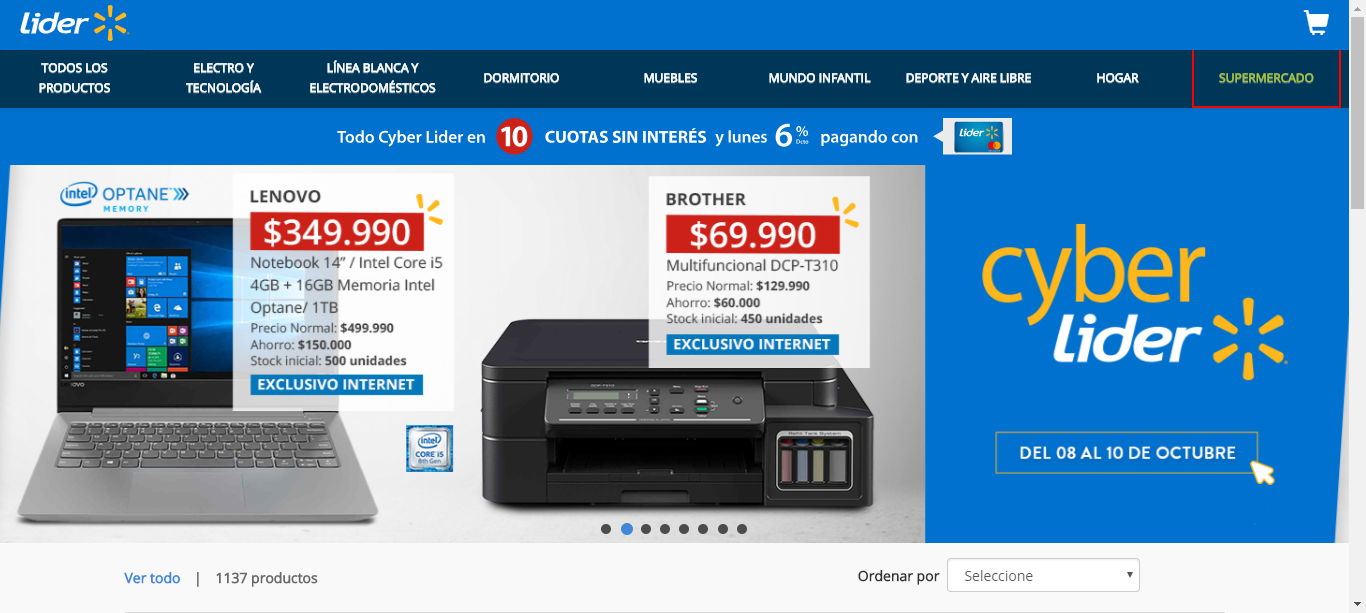 Lider
TODOS LOS
PRODUCTOS
ELECTRO Y
TECNOLOGÍA
LÍNEA BLANCA Y
ELECTRODOMÉSTICOS
DORMITORIO
MUEBLES
MUNDO INFANTIL
DEPORTE Y AIRE LIBRE
HOGAR
SUPERMERCADO
Todo Cyber Lider en 10 CUOTAS SIN INTERÉS y lunes 6% Dcto pagando con
Lider
intel OPTANE
MEMORY
LENOVO
$349.990
Notebook 14” / Intel Core i5
4GB + 16GB Memoria Intel
Optane/ 1TB
Precio Normal: $499.990
Ahorro: $150.000
Stock inicial: 500 unidades
EXCLUSIVO INTERNET
intel
CORE i5
8th Gen
BROTHER
$69.990
Multifuncional DCP-T310
Precio Normal: $129.990
Ahorro: $60.000
Stock inicial: 450 unidades
EXCLUSIVO INTERNET
Refill Tank System
cyber
lider
DEL 08 AL 10 DE OCTUBRE
Ver todo | 1137 productos
Ordenar por Seleccione